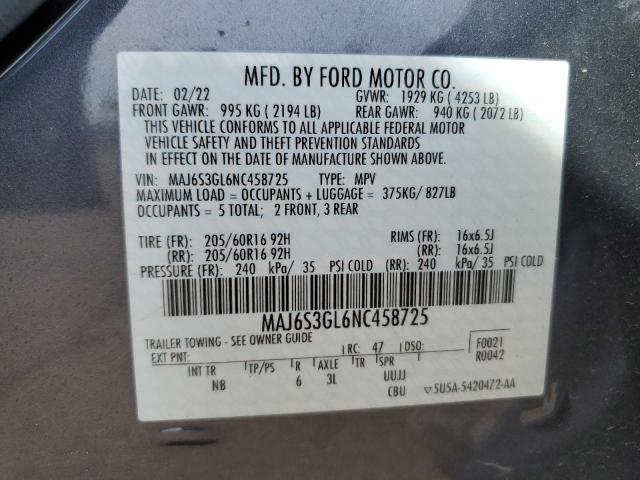 MFD. BY FORD MOTOR CO.
DATE: 02/22 GVWR: 1929 KG ( 4253 LB)
FRONT GAWR: 995 KG ( 2194 LB) REAR GAWR: 940 KG ( 2072 LB)
THIS VEHICLE CONFORMS TO ALL APPLICABLE FEDERAL MOTOR
VEHICLE SAFETY AND THEFT PREVENTION STANDARDS
IN EFFECT ON THE DATE OF MANUFACTURE SHOWN ABOVE.
VIN: MAJ6S3GL6NC458725 TYPE: MPV
MAXIMUM LOAD = OCCUPANTS + LUGGAGE = 375KG/ 827LB
OCCUPANTS = 5 TOTAL; 2 FRONT, 3 REAR
TIRE (FR): 205/60R16 92H RIMS (FR): 16x6.5J
(RR): 205/60R16 92H (RR): 16x6.5J
PRESSURE (FR): 240 kPa/ 35 PSI COLD (RR): 240 kPa/ 35 PSI COLD
MAJ6S3GL6NC458725
TRAILER TOWING - SEE OWNER GUIDE
EXT PNT: RC: 47 DSO: F0021
R0042
INT TR TP/PS R AXLE TR SPR
NB 6 3L UUJJ
CBU ▽5U5A-5420472-AA